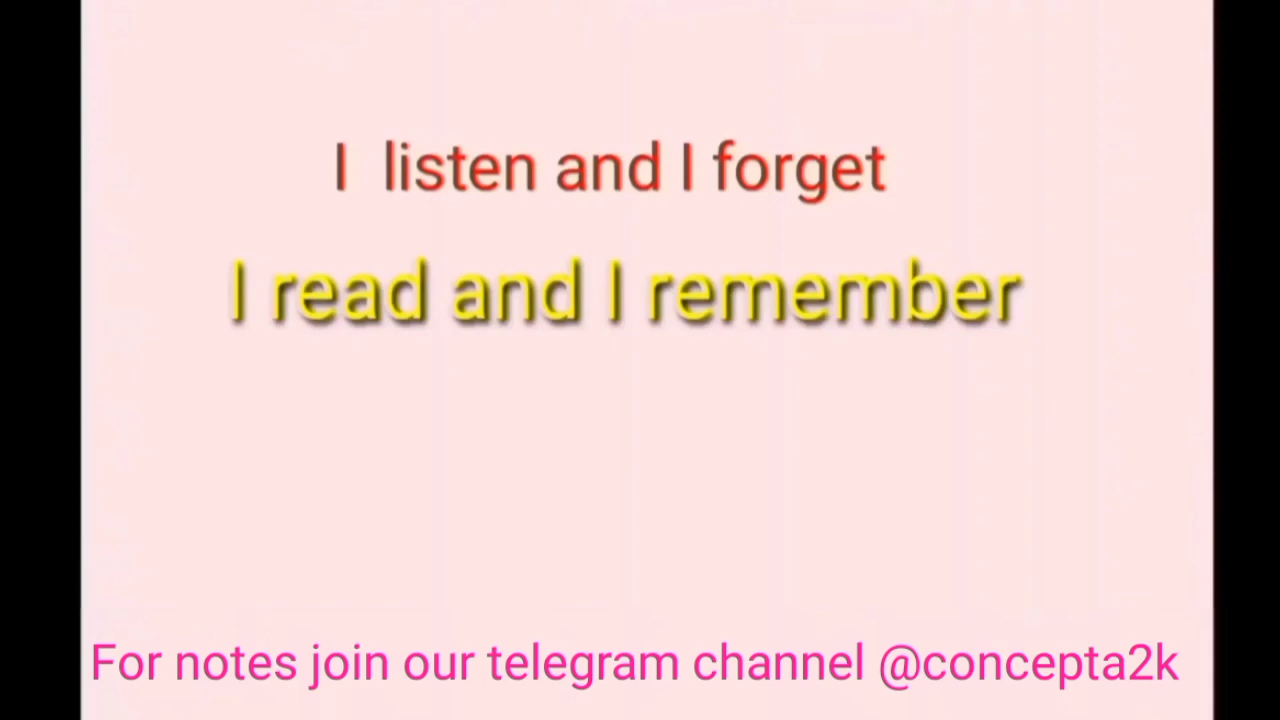 I listen and I forget
I read and I remember
For notes join our telegram channel @concepta2k